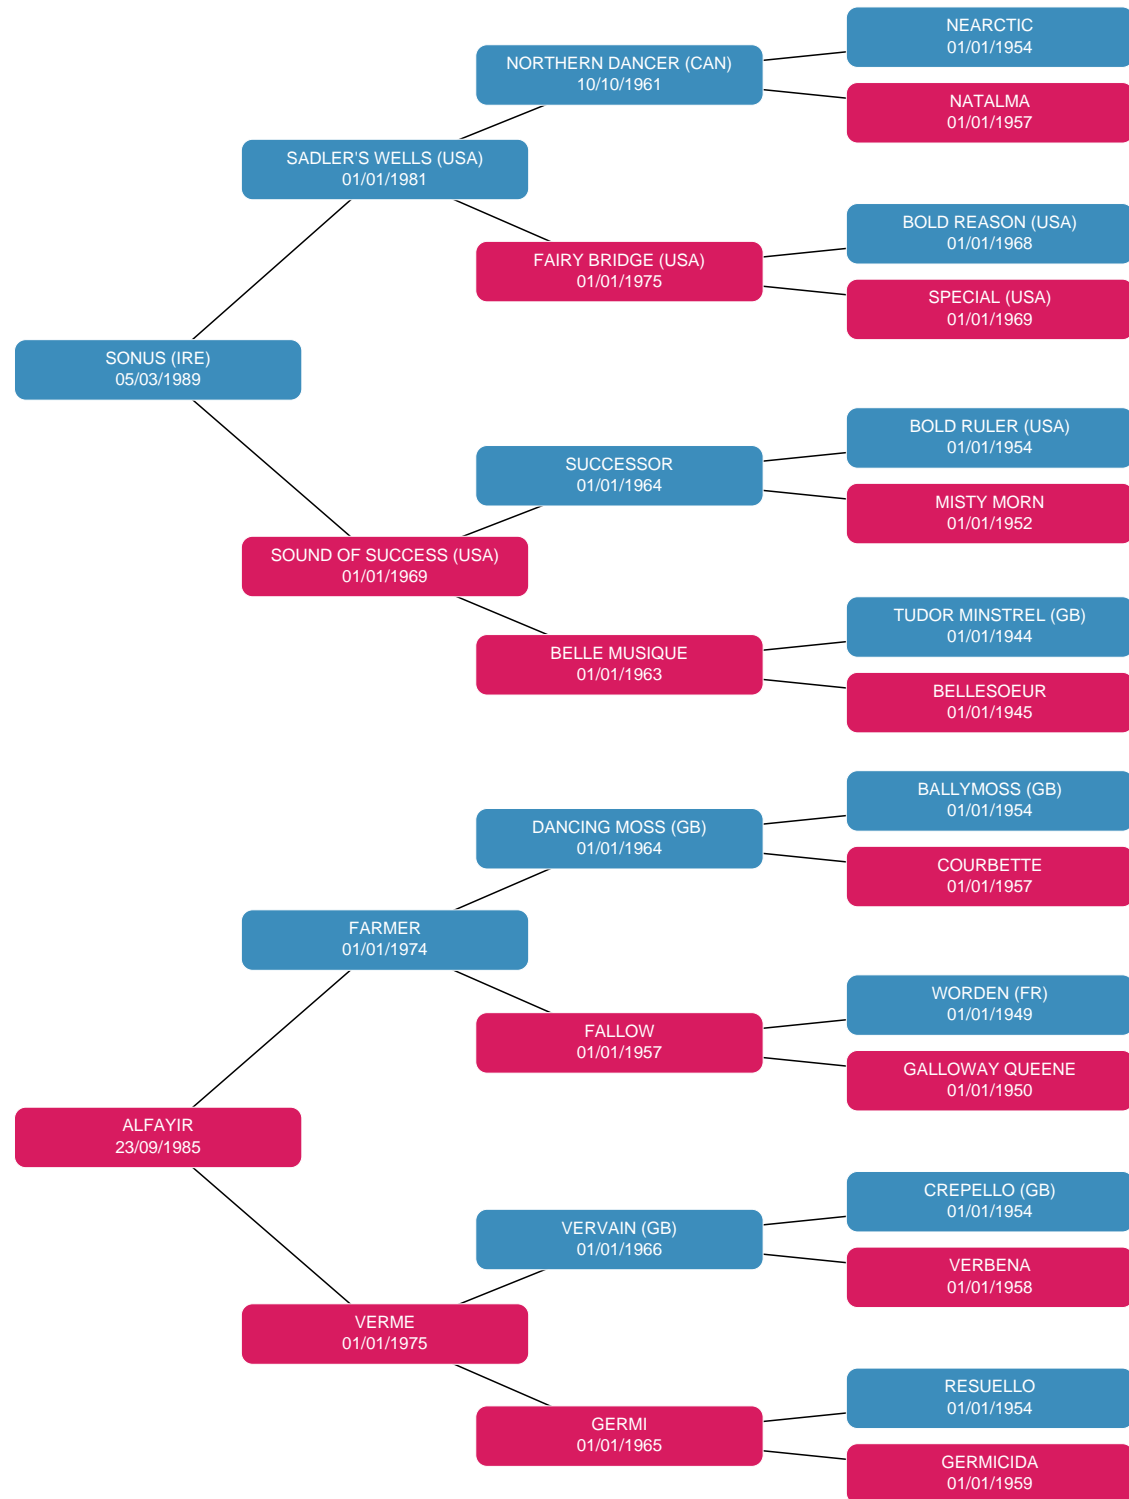 NEARCTIC
01/01/1954
NORTHERN DANCER (CAN)
10/10/1961
NATALMA
01/01/1957
SADLER'S WELLS (USA)
01/01/1981
BOLD REASON (USA)
01/01/1968
FAIRY BRIDGE (USA)
01/01/1975
SPECIAL (USA)
01/01/1969
SONUS (IRE)
05/03/1989
BOLD RULER (USA)
01/01/1954
SUCCESSOR
01/01/1964
MISTY MORN
01/01/1952
SOUND OF SUCCESS (USA)
01/01/1969
TUDOR MINSTREL (GB)
01/01/1944
BELLE MUSIQUE
01/01/1963
BELLESOEUR
01/01/1945
BALLYMOSS (GB)
01/01/1954
DANCING MOSS (GB)
01/01/1964
COURBETTE
01/01/1957
FARMER
01/01/1974
WORDEN (FR)
01/01/1949
FALLOW
01/01/1957
GALLOWAY QUEENE
01/01/1950
ALFAYIR
23/09/1985
CREPELLO (GB)
01/01/1954
VERVAIN (GB)
01/01/1966
VERBENA
01/01/1958
VERME
01/01/1975
RESUELLO
01/01/1954
GERMI
01/01/1965
GERMICIDA
01/01/1959